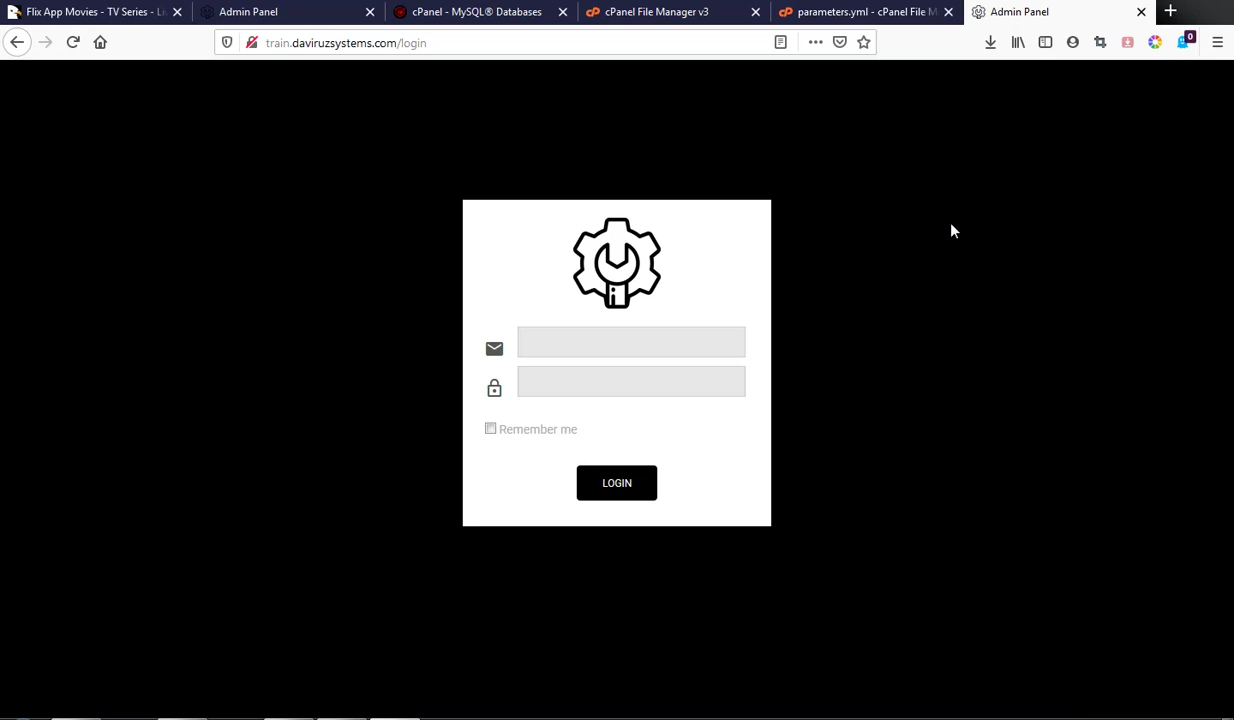 Flix App Movies - TV Series - Li
Admin Panel
cPanel - MySQL® Databases
cPanel File Manager v3
parameters.yml - cPanel File M
Admin Panel
train.daviruzsystems.com/login
0
Remember me
LOGIN